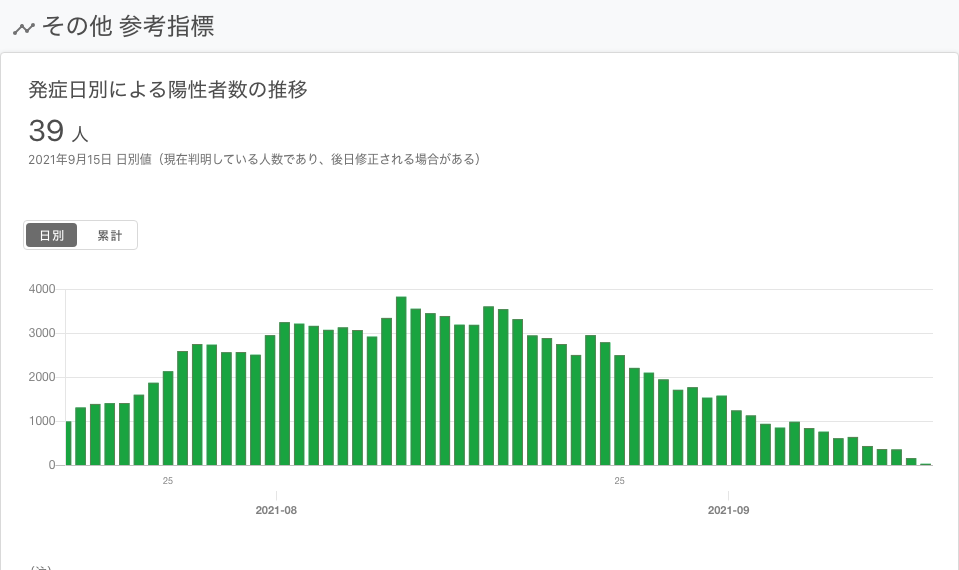 その他 参考指標
発症日別による陽性者数の推移
39 人
2021年9月15日 日別値（現在判明している人数であり、後日修正される場合がある）
日別 累計
4000
3000
2000
1000
0
25 25
2021-08 2021-09
（注）